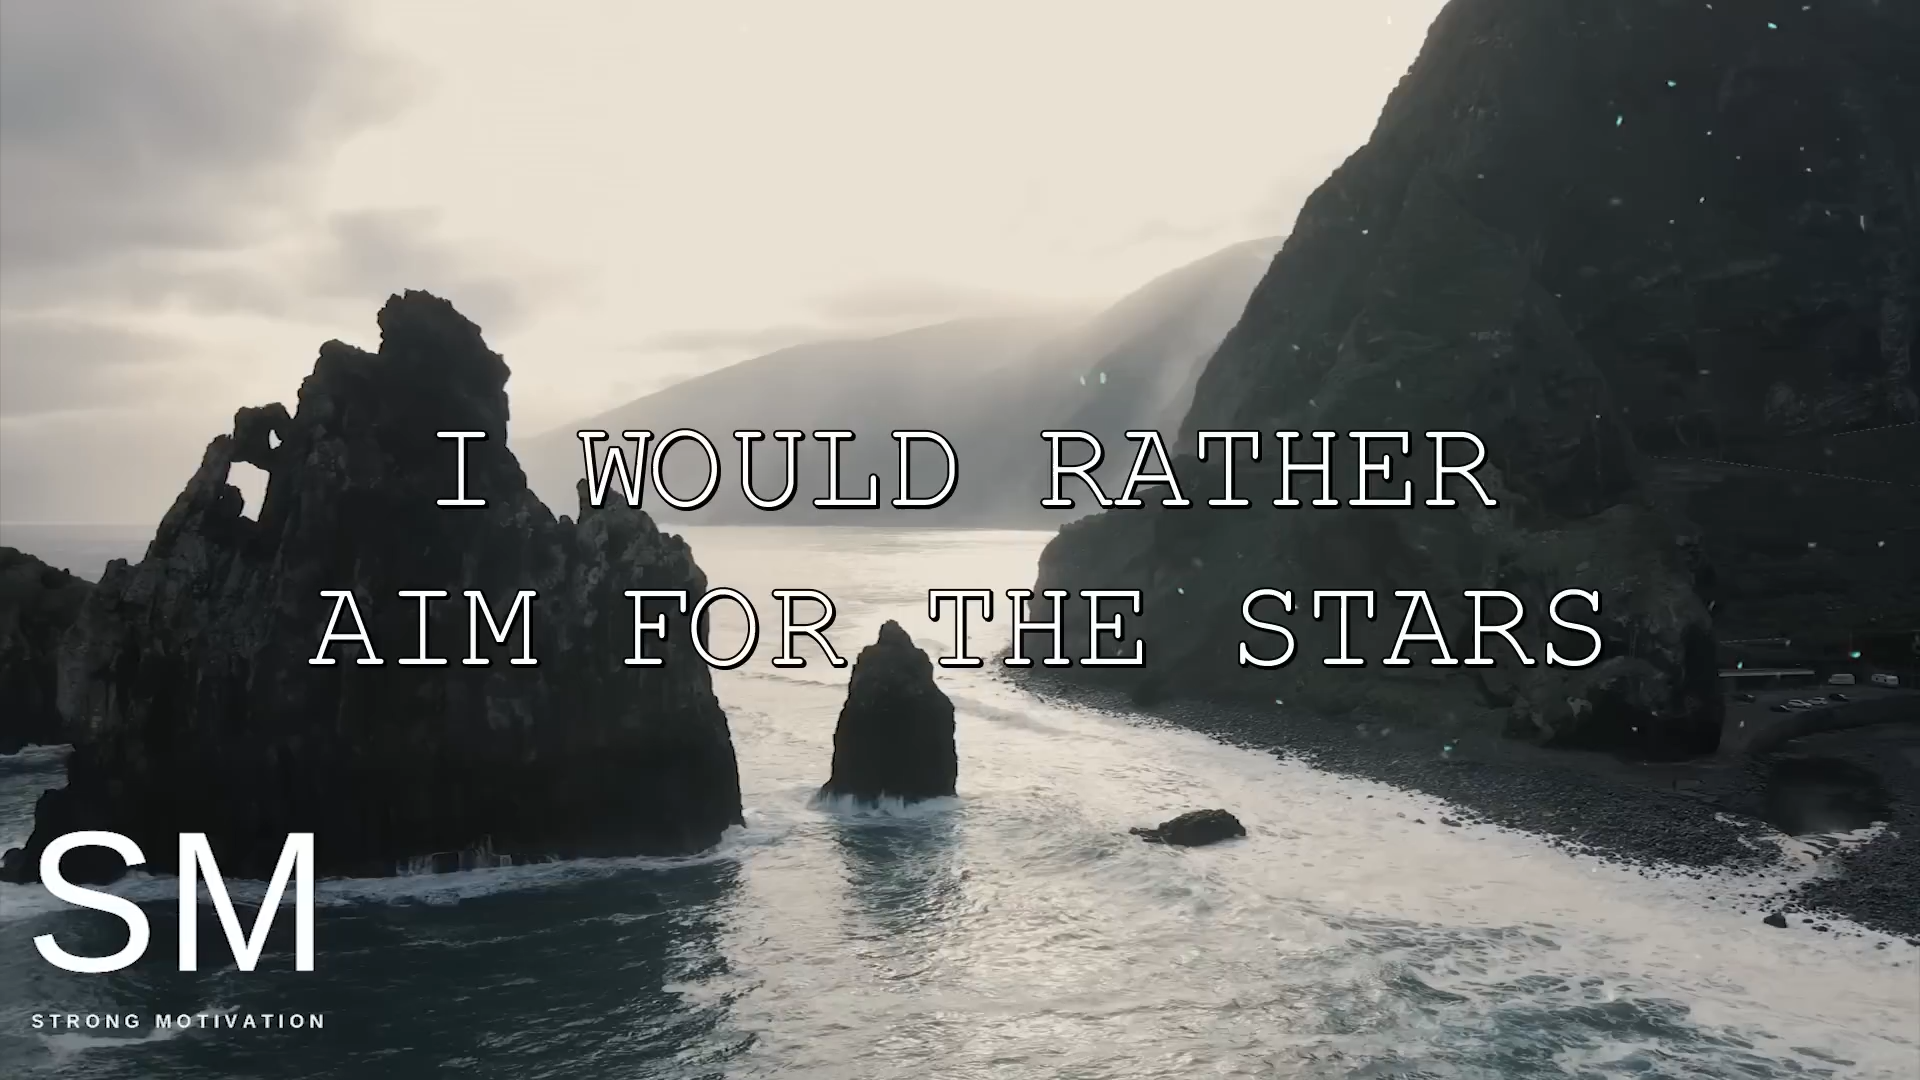 I WOULD RATHER
AIM FOR THE STARS
SM
STRONG MOTIVATION